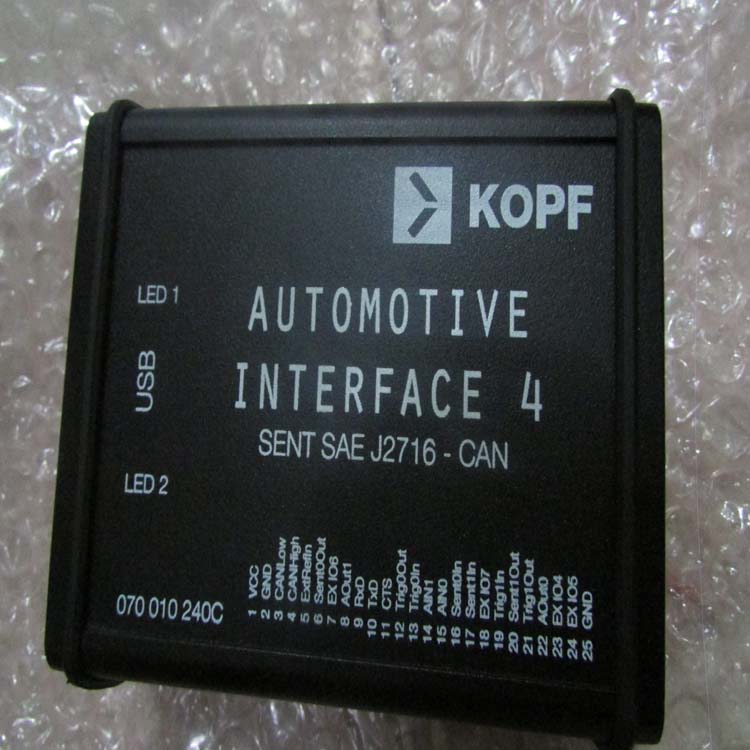 KOPF
LED 1
AUTOMOTIVE
USB
INTERFACE 4
SENT SAE J2716 - CAN
LED 2
070 010 240C
1 VCC
2 GND
3 CANLow
4 CANHigh
5 ExtRefIn
6 Sent0Out
7 EX IO6
8 AOut1
9 RxD
10 TxD
11 CTS
12 Trig0Out
13 Trig0In
14 AIN1
15 AIN0
16 Sent0In
17 Sent1In
18 EX IO7
19 Trig1In
20 Sent1Out
21 Trig1Out
22 AOut0
23 EX IO4
24 EX IO5
25 GND